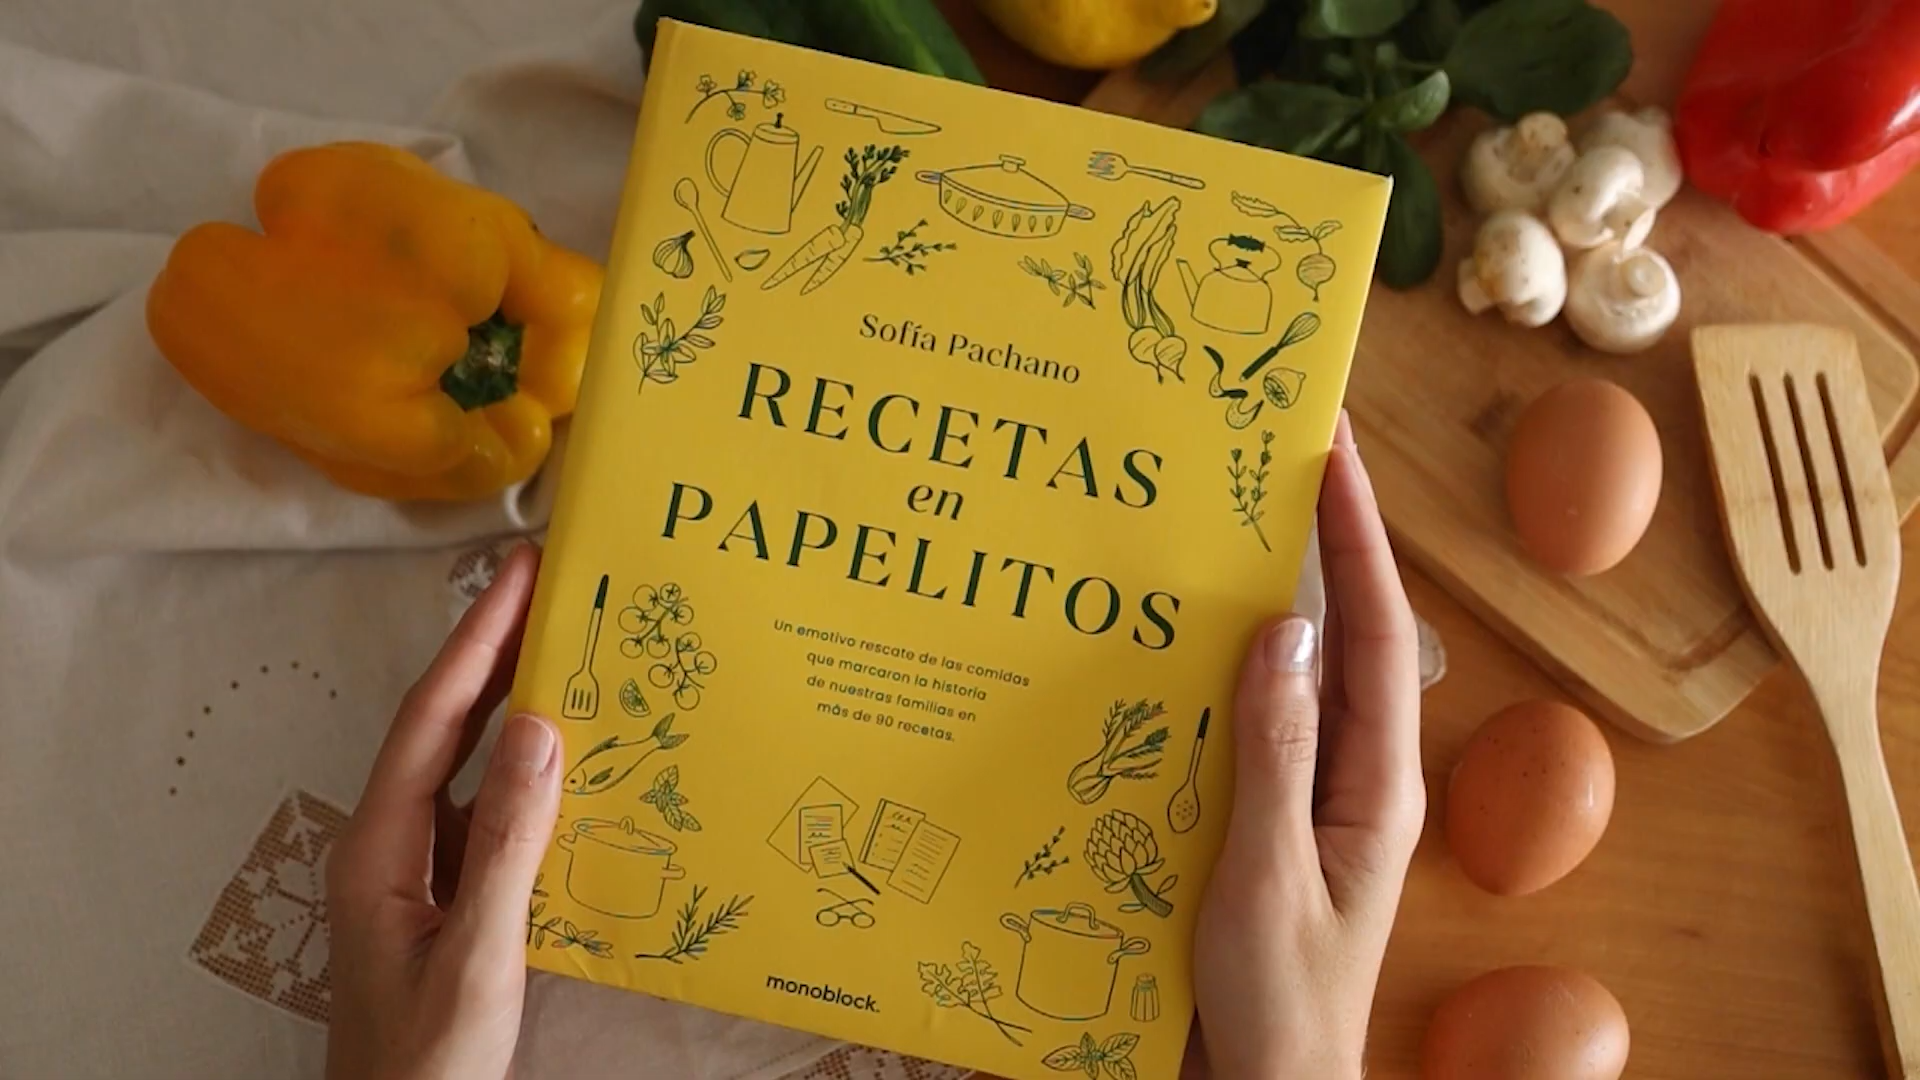 Sofía Pachano
RECETAS
en
PAPELITOS
Un emotivo rescate de las comidas
que marcaron la historia
de nuestras familias en
más de 90 recetas.
monoblock.